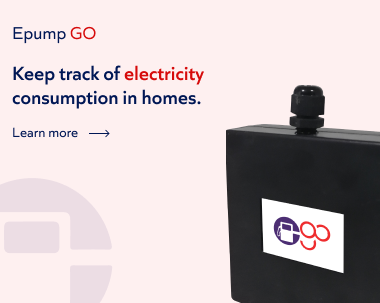 Epump GO
Keep track of electricity
consumption in homes.
Learn more
go